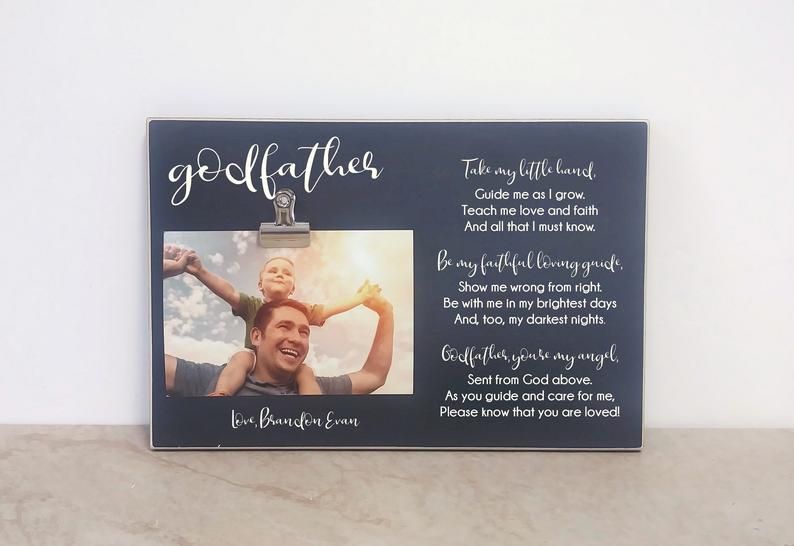 godfather
Love, Brandon Evan
Take my little hand,
Guide me as I grow.
Teach me love and faith
And all that I must know.
Be my faithful loving guide,
Show me wrong from right.
Be with me in my brightest days
And, too, my darkest nights.
Godfather, you're my angel,
Sent from God above.
As you guide and care for me,
Please know that you are loved!